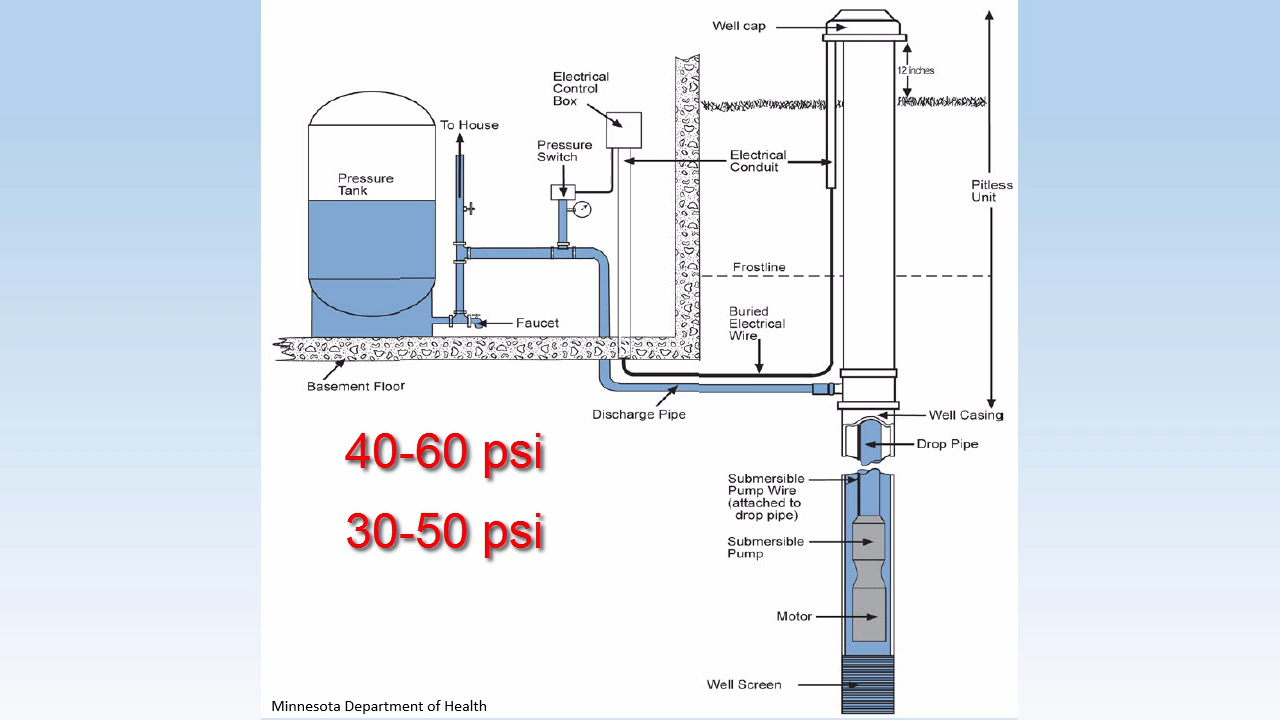 Well cap
12 inches
Electrical
Control
Box
To House
Pressure
Switch
Electrical
Conduit
Pressure
Tank
Pitless
Unit
Frostline
Buried
Electrical
Wire
Faucet
Basement Floor
Discharge Pipe
Well Casing
Drop Pipe
40-60 psi
Submersible
Pump Wire
(attached to
drop pipe)
30-50 psi
Submersible
Pump
Motor
Well Screen
Minnesota Department of Health